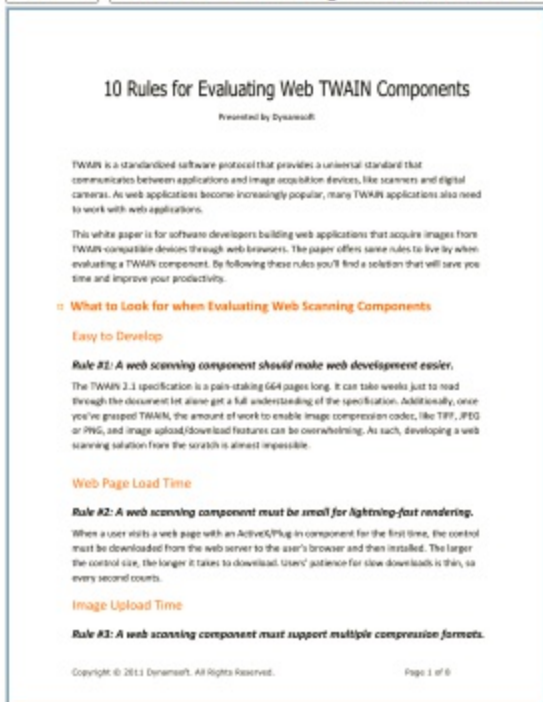 10 Rules for Evaluating Web TWAIN Components
Presented by Dynamsoft
TWAIN is a standardized software protocol that provides a universal standard that
communicates between applications and image acquisition devices, like scanners and digital
cameras. As web applications become increasingly popular, many TWAIN applications also need
to work with web applications.
This white paper is for software developers building web applications that acquire images from
TWAIN-compatible devices through web browsers. The paper offers some rules to live by when
evaluating a TWAIN component. By following these rules you'll find a solution that will save you
time and improve your productivity.
What to Look for when Evaluating Web Scanning Components
Easy to Develop
Rule #1: A web scanning component should make web development easier.
The TWAIN 2.1 specification is a pain-staking 664 pages long. It can take weeks just to read
through the document let alone get a full understanding of the specification. Additionally, once
you've grasped TWAIN, the amount of work to enable image compression codec, like TIFF, JPEG
or PNG, and image upload/download features can be overwhelming. As such, developing a web
scanning solution from the scratch is almost impossible.
Web Page Load Time
Rule #2: A web scanning component must be small for lightning-fast rendering.
When a user visits a web page with an ActiveX/Plug-in component for the first time, the control
must be downloaded from the web server to the user's browser and then installed. The larger
the control size, the longer it takes to download. Users' patience for slow downloads is thin, so
every second counts.
Image Upload Time
Rule #3: A web scanning component must support multiple compression formats.
Copyright © 2011 Dynamsoft. All Rights Reserved. Page 1 of 8